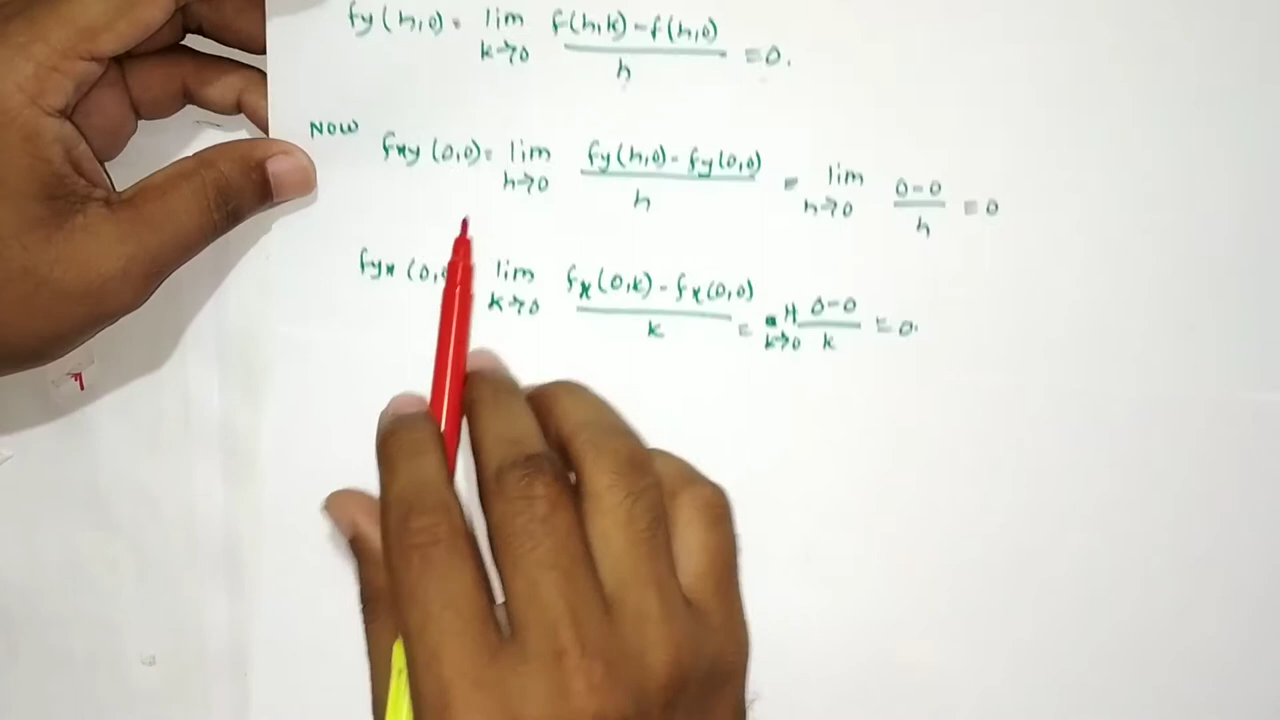 fy(h,0) = lim k→0 f(h,k)-f(h,0) / h = 0.
Now fxy (0,0) = lim h→0 fy(h,0) - fy(0,0) / h = lim h→0 0-0 / h = 0
fyx (0, lim k→0 fx(0,k) - fx(0,0) / k = lt k→0 0-0 / k = 0.